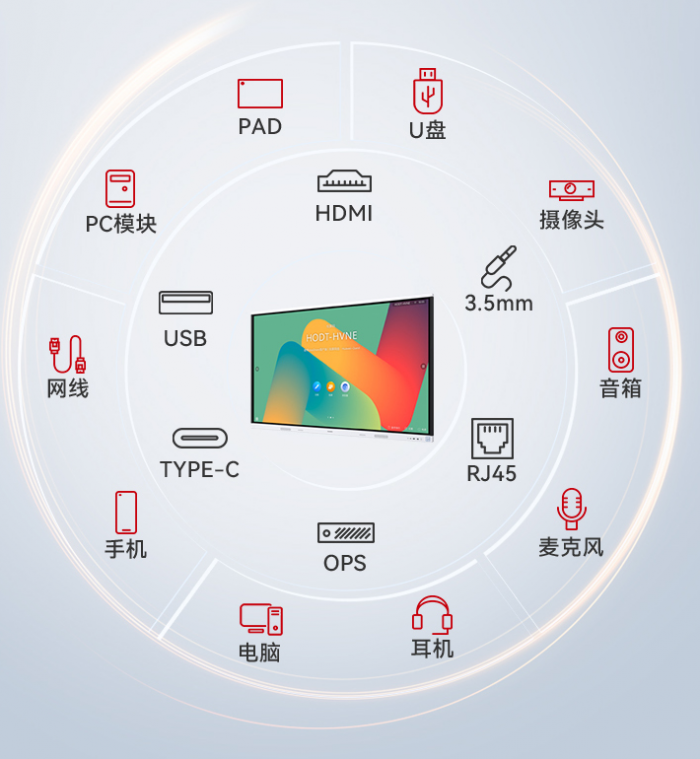 PAD
U盘
PC模块
HDMI
摄像头
3.5mm
USB
HODT-HVNE
网线
音箱
TYPE-C
RJ45
手机
麦克风
OPS
电脑
耳机